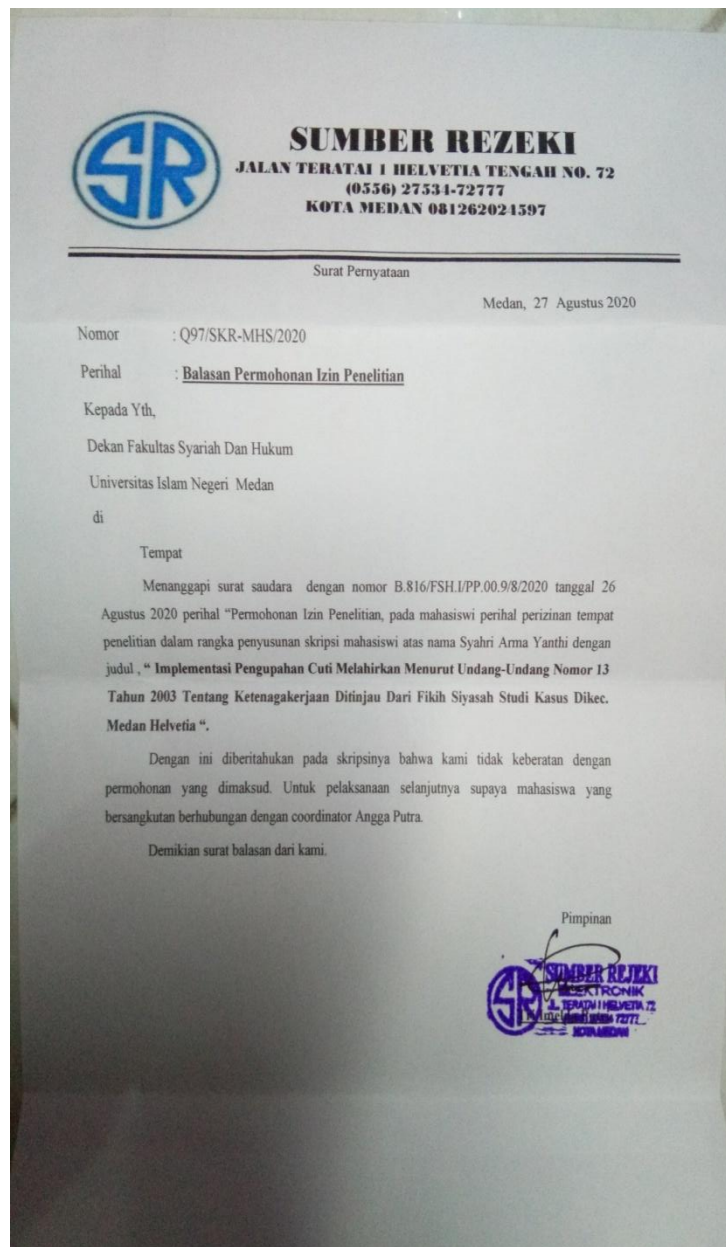 SR
SUMBER REZEKI
JALAN TERATAI 1 HELVETIA TENGAH NO. 72
(0556) 27534-72777
KOTA MEDAN 081262024597
Surat Pernyataan
Medan, 27 Agustus 2020
Nomor : Q97/SKR-MHS/2020
Perihal : Balasan Permohonan Izin Penelitian
Kepada Yth,
Dekan Fakultas Syariah Dan Hukum
Universitas Islam Negeri Medan
di
Tempat
Menanggapi surat saudara dengan nomor B.816/FSH.I/PP.00.9/8/2020 tanggal 26
Agustus 2020 perihal “Permohonan Izin Penelitian, pada mahasiswi perihal perizinan tempat
penelitian dalam rangka penyusunan skripsi mahasiswi atas nama Syahri Arma Yanthi dengan
judul , “ Implementasi Pengupahan Cuti Melahirkan Menurut Undang-Undang Nomor 13
Tahun 2003 Tentang Ketenagakerjaan Ditinjau Dari Fikih Siyasah Studi Kasus Dikec.
Medan Helvetia “.
Dengan ini diberitahukan pada skripsinya bahwa kami tidak keberatan dengan
permohonan yang dimaksud. Untuk pelaksanaan selanjutnya supaya mahasiswa yang
bersangkutan berhubungan dengan coordinator Angga Putra.
Demikian surat balasan dari kami.
Pimpinan
SR
SUMBER REJEKI
ELEKTRONIK
JL. TERATAI 1 HELVETIA 72
72777
KOTA MEDAN